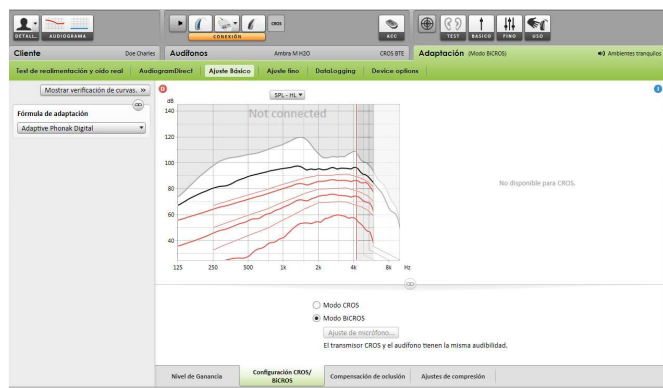 DETALL... AUDIOGRAMA
CROS
CONEXIÓN
ACC
TEST BÁSICO FINO USO
Cliente Doe Charles
Audífonos Ambra M H2O CROS BTE
Adaptación (Modo BICROS) Ambientes tranquilos
Test de realimentación y oído real AudiogramDirect Ajuste Básico Ajuste fino DataLogging Device options
Mostrar verificación de curvas. »
Fórmula de adaptación
Adaptive Phonak Digital
D
SPL - HL
dB
Not connected
140
120
100
80
60
40
125 250 500 1k 2k 4k 8k Hz
I
No disponible para CROS.
Modo CROS
Modo BiCROS
Ajuste de micrófono...
El transmisor CROS y el audífono tienen la misma audibilidad.
Nivel de Ganancia
Configuración CROS/
BiCROS
Compensación de oclusión
Ajustes de compresión